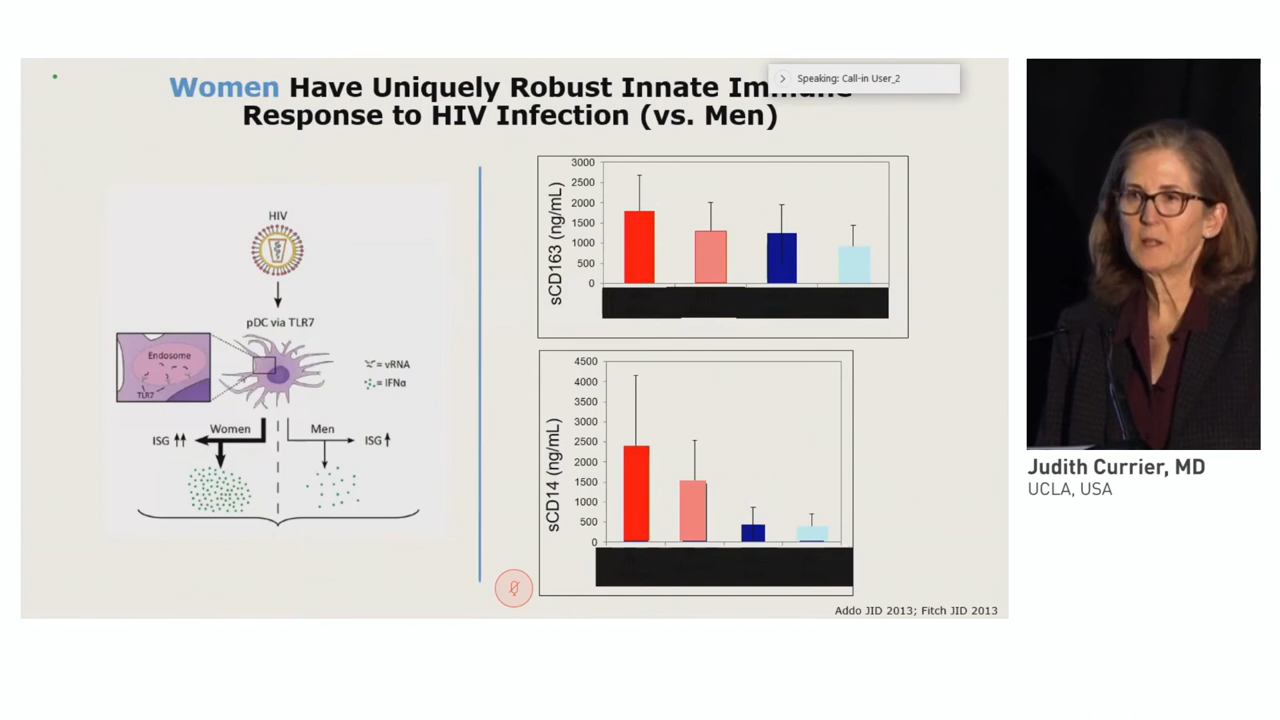 Speaking: Call-in User_2
Women Have Uniquely Robust Innate Immune
Response to HIV Infection (vs. Men)
HIV
pDC via TLR7
Endosome
TLR7
= vRNA
= IFNα
Women
Men
ISG
ISG
sCD163 (ng/mL)
3000
2500
2000
1500
1000
500
0
sCD14 (ng/mL)
4500
4000
3500
3000
2500
2000
1500
1000
500
0
Addo JID 2013; Fitch JID 2013
Judith Currier, MD
UCLA, USA